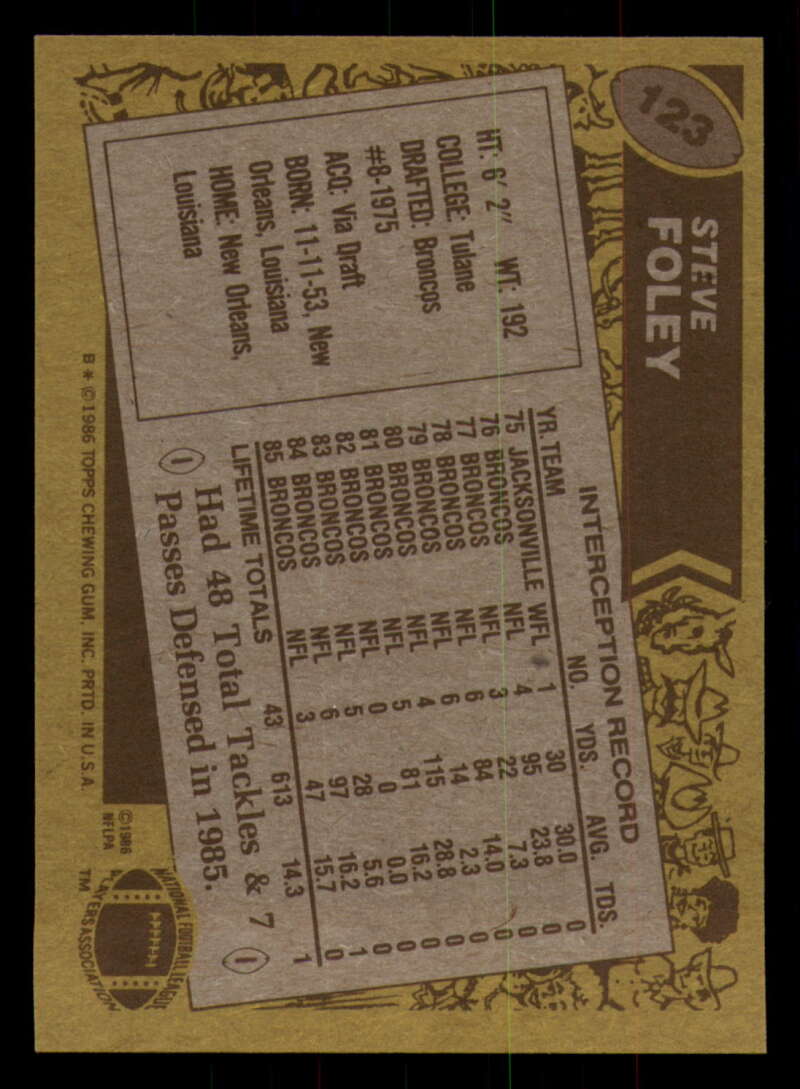 123
STEVE
FOLEY
HT: 6' 2" WT: 192
COLLEGE: Tulane
DRAFTED: Broncos
#8-1975
ACQ: Via Draft
BORN: 11-11-53, New
Orleans, Louisiana
HOME: New Orleans,
Louisiana
INTERCEPTION RECORD
YR. TEAM NO. YDS. AVG. TDS.
75 JACKSONVILLE WFL 1 30 30.0 0
76 BRONCOS NFL 4 95 23.8 0
77 BRONCOS NFL 3 22 7.3 0
78 BRONCOS NFL 6 84 14.0 0
79 BRONCOS NFL 6 14 2.3 0
80 BRONCOS NFL 4 115 28.8 0
81 BRONCOS NFL 5 81 16.2 0
82 BRONCOS NFL 0 0 0.0 0
83 BRONCOS NFL 5 28 5.6 0
84 BRONCOS NFL 6 97 16.2 1
85 BRONCOS NFL 3 47 15.7 0
LIFETIME TOTALS 43 613 14.3 1
Had 48 Total Tackles & 7
Passes Defensed in 1985.
B * © 1986 TOPPS CHEWING GUM, INC. PRTD. IN U.S.A.
© 1986
NFLPA
NATIONAL FOOTBALL LEAGUE
PLAYERS ASSOCIATION
TM